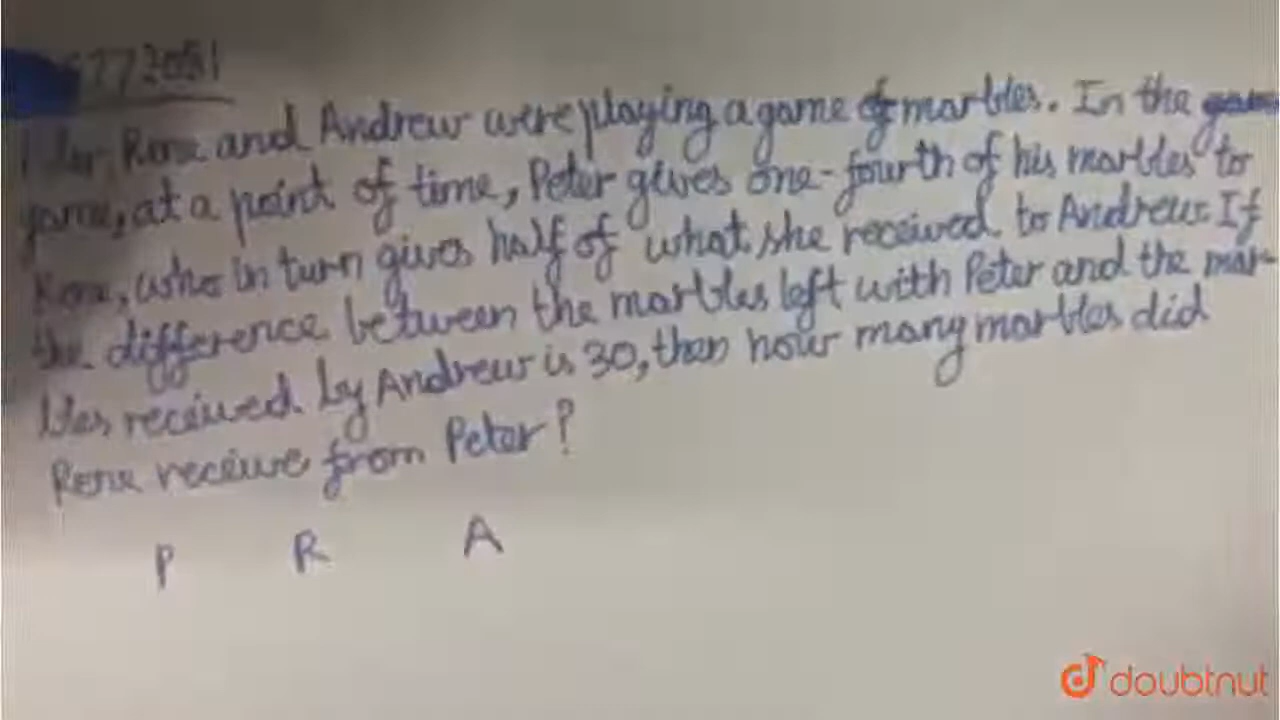 5772051
Peter, Rose and Andrew were playing a game of marbles. In the
game, at a point of time, Peter gives one-fourth of his marbles to
Rose, who in turn gives half of what she received to Andrew. If
the difference between the marbles left with Peter and the mar-
bles received by Andrew is 30, then how many marbles did
Rose receive from Peter?
P R A
doubtnut